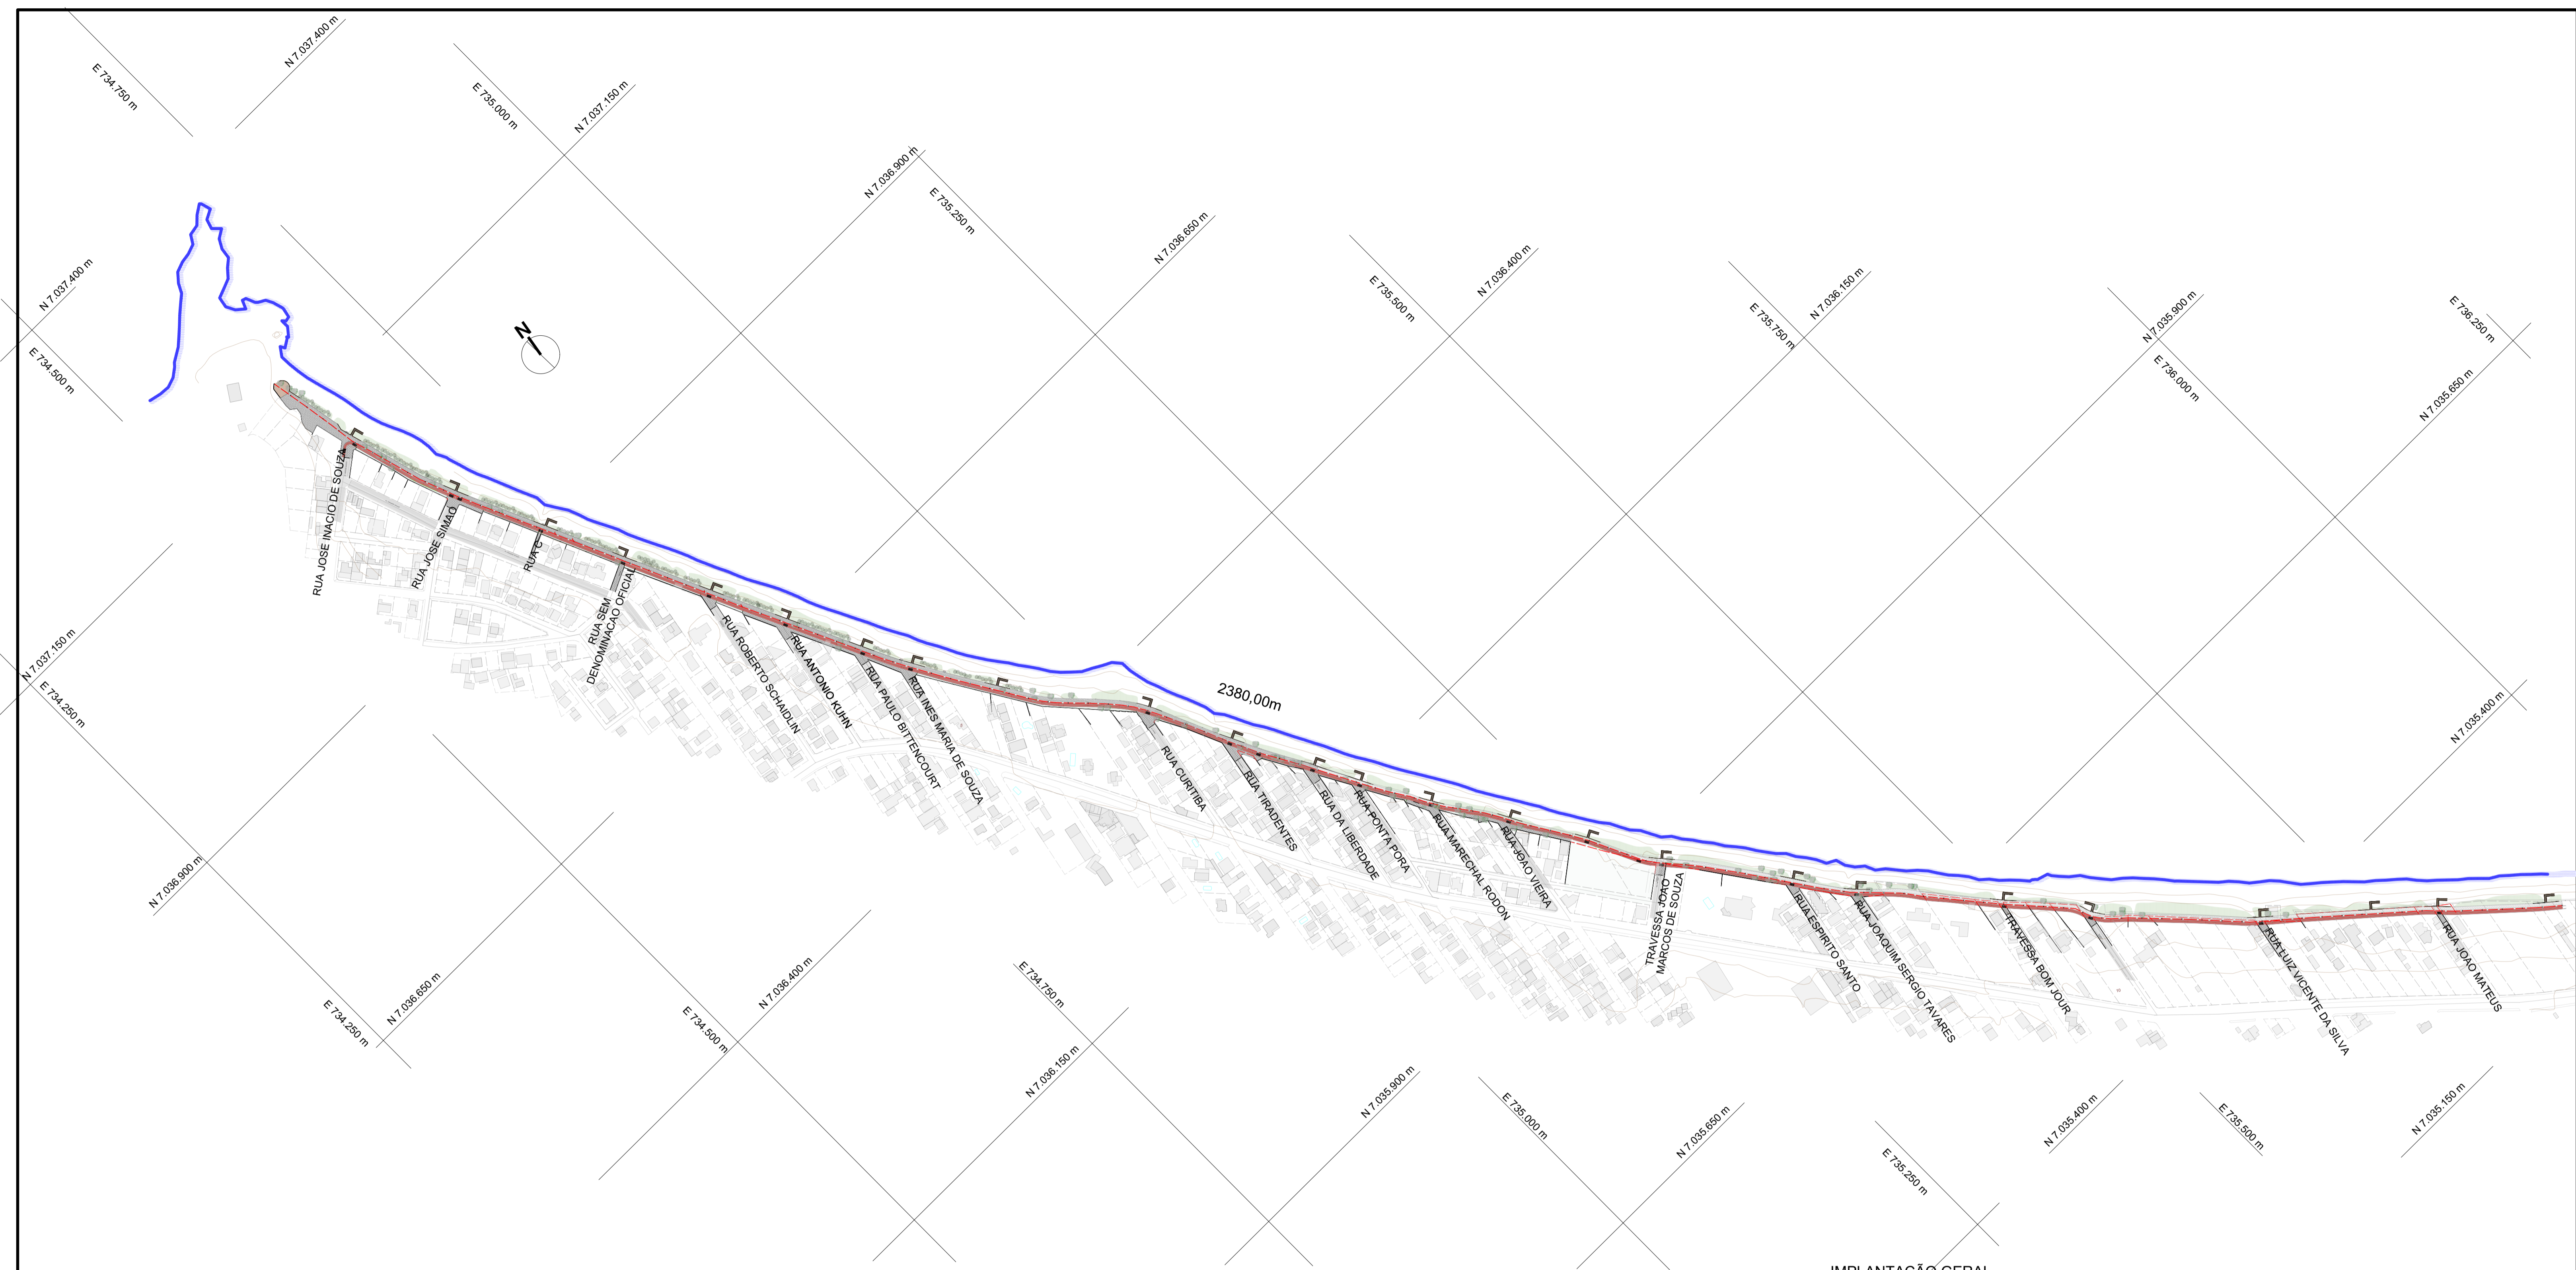 N 7.037.400 m
E 734.750 m
E 735.000 m
N 7.037.150 m
N 7.036.900 m
E 735.250 m
N 7.036.650 m
N 7.036.400 m
E 735.500 m
N 7.036.150 m
E 735.750 m
N 7.035.900 m
E 736.000 m
E 736.250 m
N 7.035.650 m
N 7.037.400 m
E 734.500 m
N
RUA JOSE INACIO DE SOUZA
RUA JOSE SIMAO
RUA C
RUA SEM
DENOMINACAO OFICIAL
RUA ROBERTO SCHAIDLIN
RUA ANTONIO KUHN
RUA PAULO BITTENCOURT
RUA INES MARIA DE SOUZA
2380,00m
RUA CURITIBA
RUA TIRADENTES
RUA DA LIBERDADE
RUA PONTA PORA
RUA MARECHAL RODON
RUA JOAO VIEIRA
TRAVESSA JOAO
MARCOS DE SOUZA
RUA ESPIRITO SANTO
RUA JOAQUIM SERGIO TAVARES
TRAVESSA BOM JOUR
RUA LUIZ VICENTE DA SILVA
RUA JOAO MATEUS
N 7.035.400 m
N 7.037.150 m
E 734.250 m
N 7.036.900 m
E 734.250 m
N 7.036.650 m
E 734.500 m
N 7.036.400 m
E 734.750 m
N 7.036.150 m
N 7.035.900 m
E 735.000 m
N 7.035.650 m
E 735.250 m
N 7.035.400 m
E 735.500 m
N 7.035.150 m
IMPLANTAÇÃO GERAL